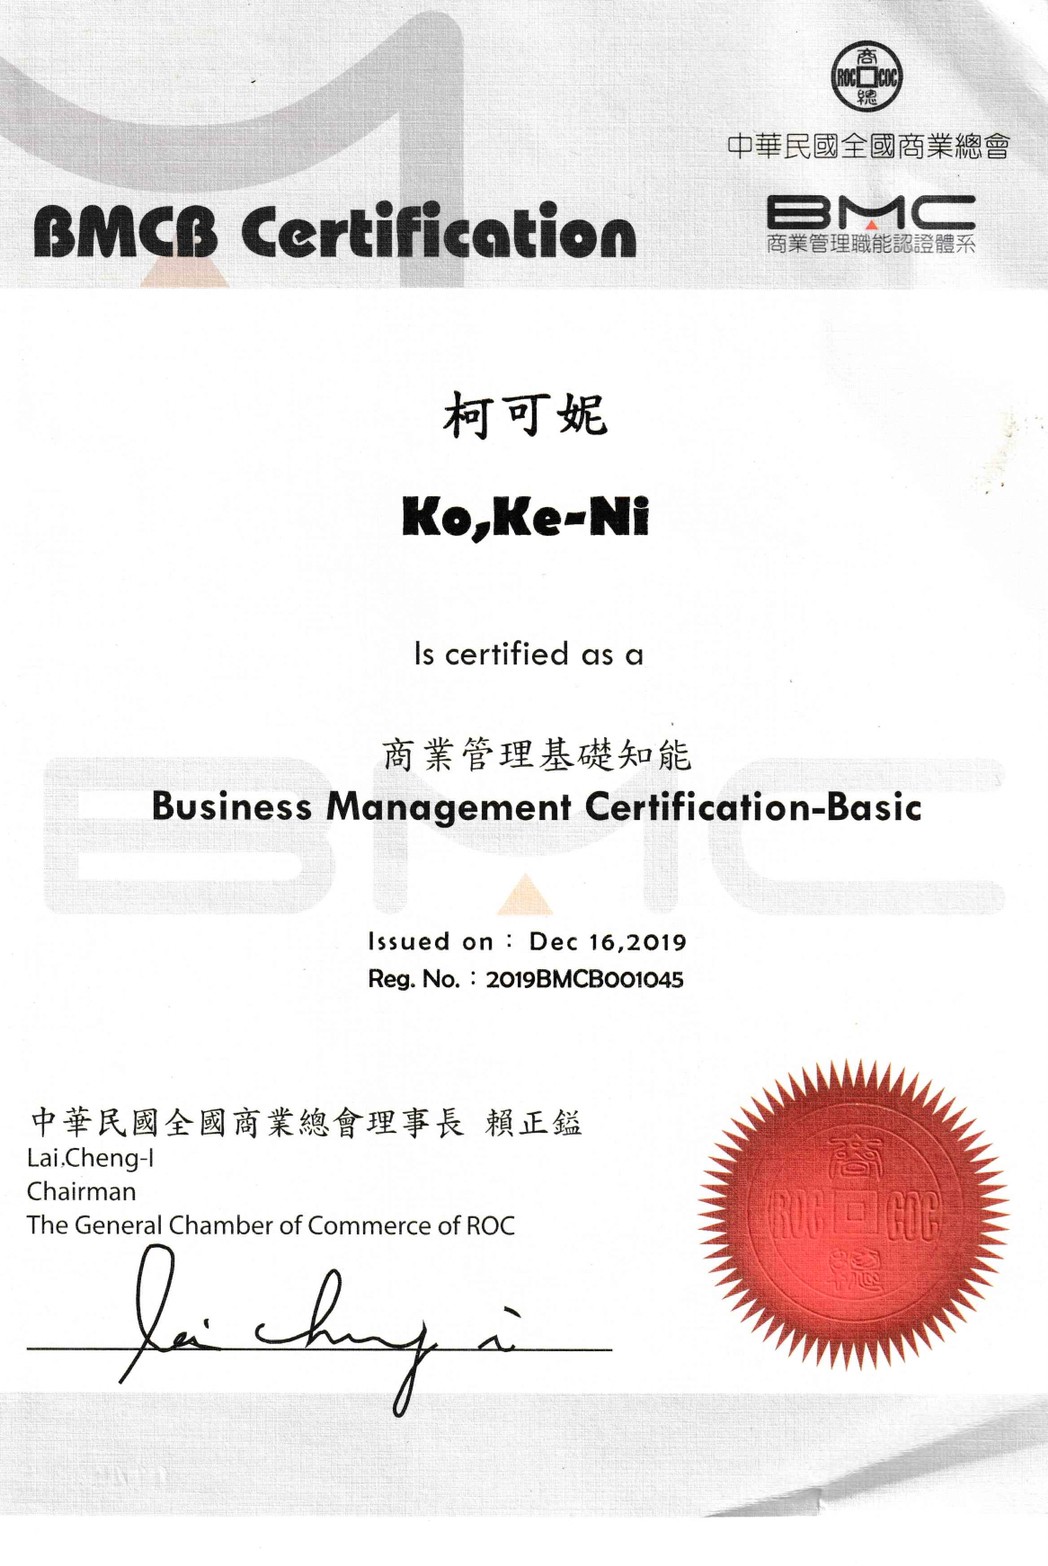 商
ROC COC
總
中華民國全國商業總會
BMC
商業管理職能認證體系
BMCB Certification
柯可妮
Ko,Ke-Ni
Is certified as a
商業管理基礎知能
Business Management Certification-Basic
Issued on : Dec 16,2019
Reg. No. : 2019BMCB001045
中華民國全國商業總會理事長 賴正鎰
Lai,Cheng-I
Chairman
The General Chamber of Commerce of ROC
lai cheng i
商
ROC COC
總